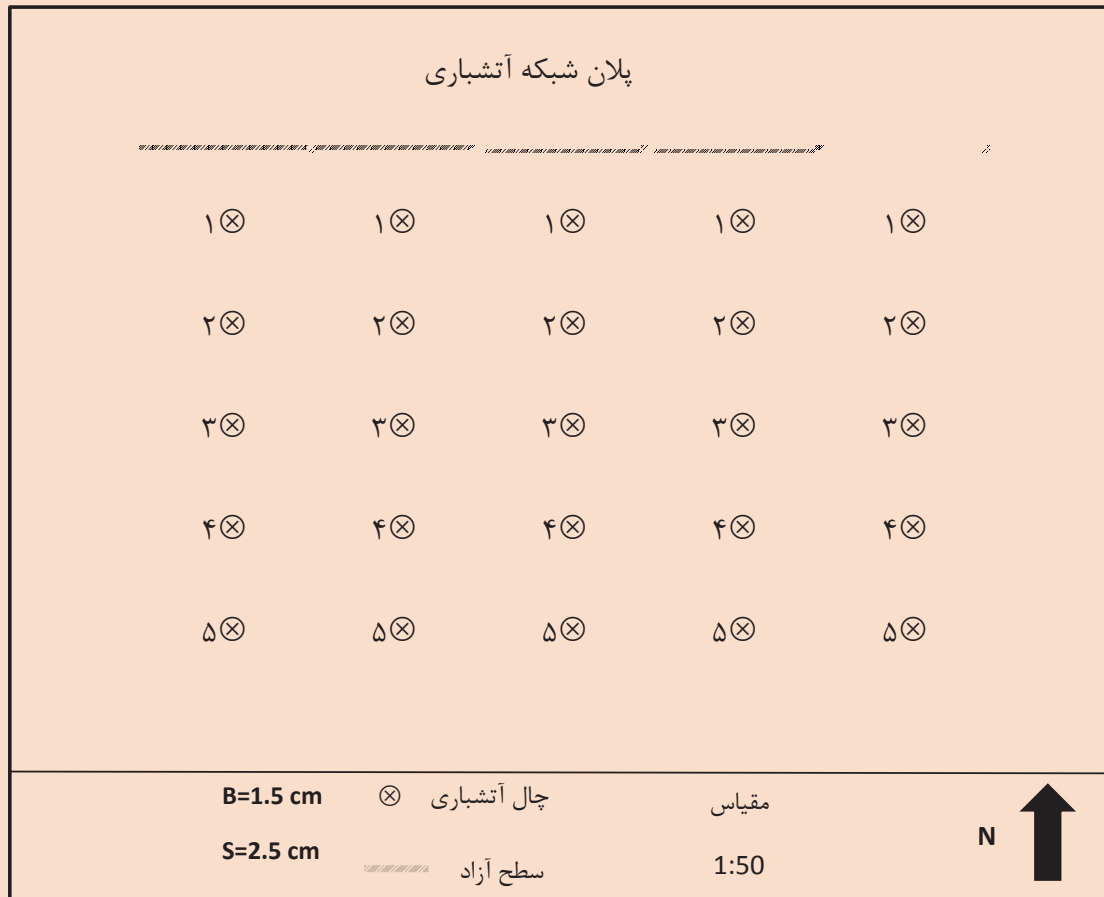 پلان شبکه آتشباری
۱⊗ ۱⊗ ۱⊗ ۱⊗ ۱⊗
۲⊗ ۲⊗ ۲⊗ ۲⊗ ۲⊗
۳⊗ ۳⊗ ۳⊗ ۳⊗ ۳⊗
۴⊗ ۴⊗ ۴⊗ ۴⊗ ۴⊗
۵⊗ ۵⊗ ۵⊗ ۵⊗ ۵⊗
N
مقیاس
1:50
چال آتشباری ⊗
سطح آزاد
B=1.5 cm
S=2.5 cm